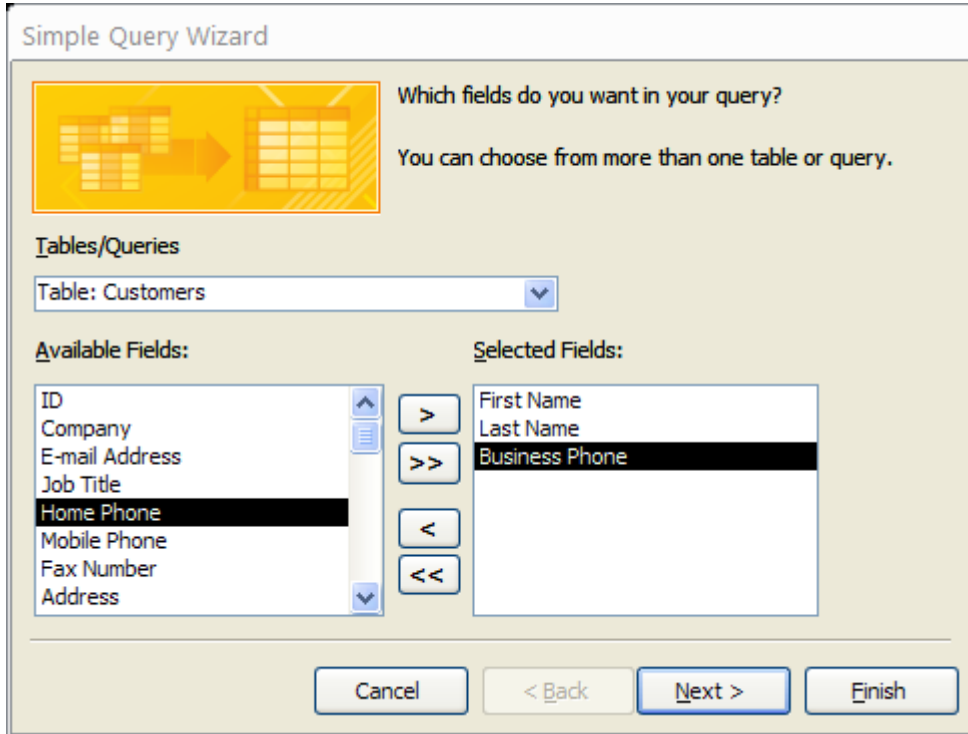 Simple Query Wizard
Which fields do you want in your query?
You can choose from more than one table or query.
Tables/Queries
Table: Customers
Available Fields:
ID
Company
E-mail Address
Job Title
Home Phone
Mobile Phone
Fax Number
Address
>
>>
<
<<
Selected Fields:
First Name
Last Name
Business Phone
Cancel
< Back
Next >
Finish